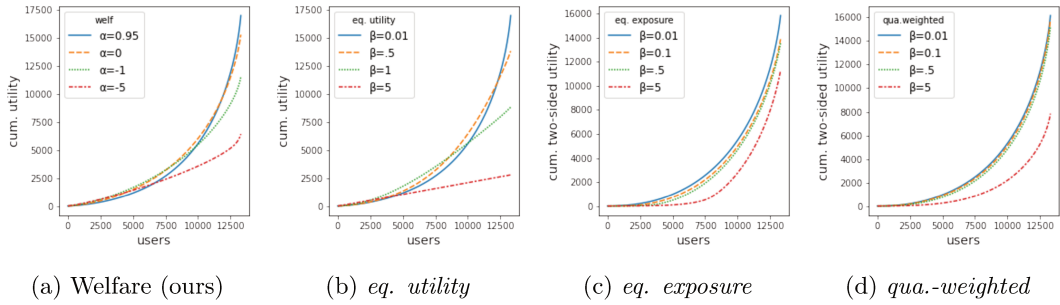 welf
α=0.95
α=0
α=-1
α=-5
cum. utility
17500
15000
12500
10000
7500
5000
2500
0
0 2500 5000 7500 10000 12500
users
(a) Welfare (ours)
eq. utility
β=0.01
β=.5
β=1
β=5
cum. utility
17500
15000
12500
10000
7500
5000
2500
0
0 2500 5000 7500 10000 12500
users
(b) eq. utility
eq. exposure
β=0.01
β=0.1
β=.5
β=5
cum. two-sided utility
16000
14000
12000
10000
8000
6000
4000
2000
0
0 2500 5000 7500 10000 12500
users
(c) eq. exposure
qua.weighted
β=0.01
β=0.1
β=.5
β=5
cum. two-sided utility
16000
14000
12000
10000
8000
6000
4000
2000
0
0 2500 5000 7500 10000 12500
users
(d) qua.-weighted